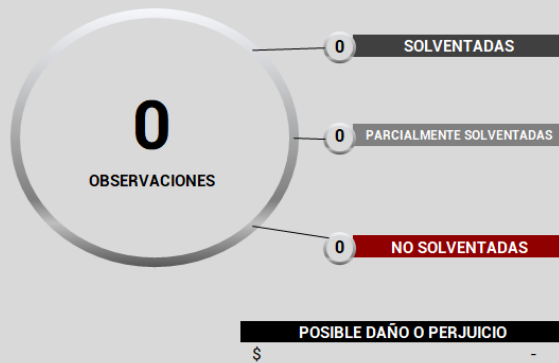 0
OBSERVACIONES
0 SOLVENTADAS
0 PARCIALMENTE SOLVENTADAS
0 NO SOLVENTADAS
POSIBLE DAÑO O PERJUICIO
$ -